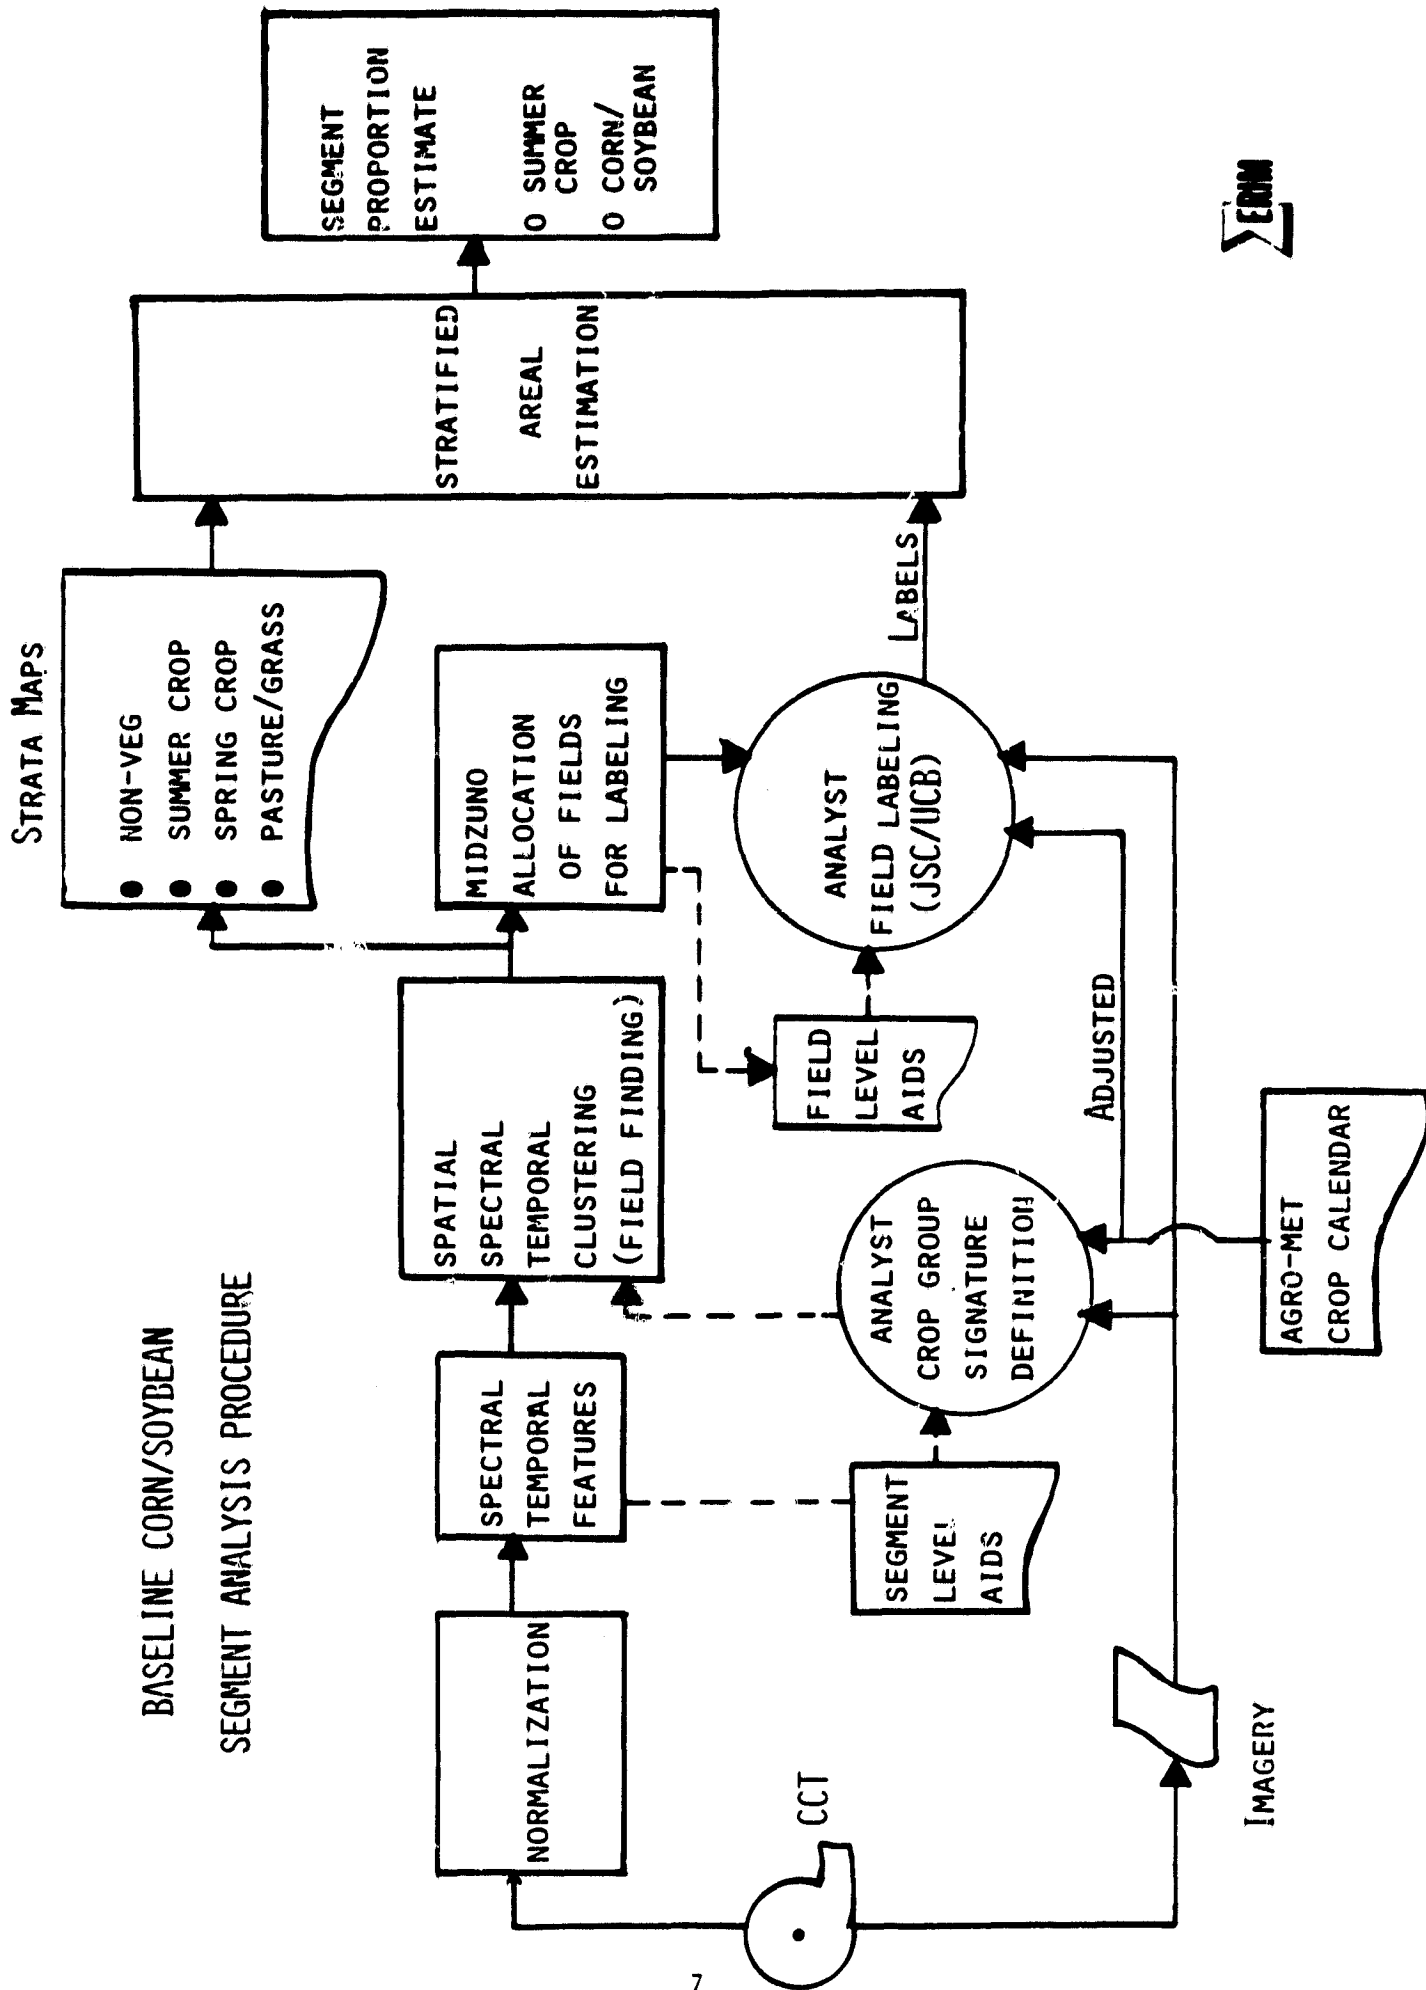 BASELINE CORN/SOYBEAN
SEGMENT ANALYSIS PROCEDURE
STRATA MAPS
● NON-VEG
● SUMMER CROP
● SPRING CROP
● PASTURE/GRASS
NORMALIZATION
SPECTRAL
TEMPORAL
FEATURES
SPATIAL
SPECTRAL
TEMPORAL
CLUSTERING
(FIELD FINDING)
MIDZUNO
ALLOCATION
OF FIELDS
FOR LABELING
STRATIFIED
AREAL
ESTIMATION
SEGMENT
PROPORTION
ESTIMATE
O SUMMER
CROP
O CORN/
SOYBEAN
CCT
SEGMENT
LEVEL
AIDS
ANALYST
CROP GROUP
SIGNATURE
DEFINITION
FIELD
LEVEL
AIDS
ANALYST
FIELD LABELING
(JSC/UCB)
LABELS
ADJUSTED
IMAGERY
AGRO-MET
CROP CALENDAR
ERIM
7